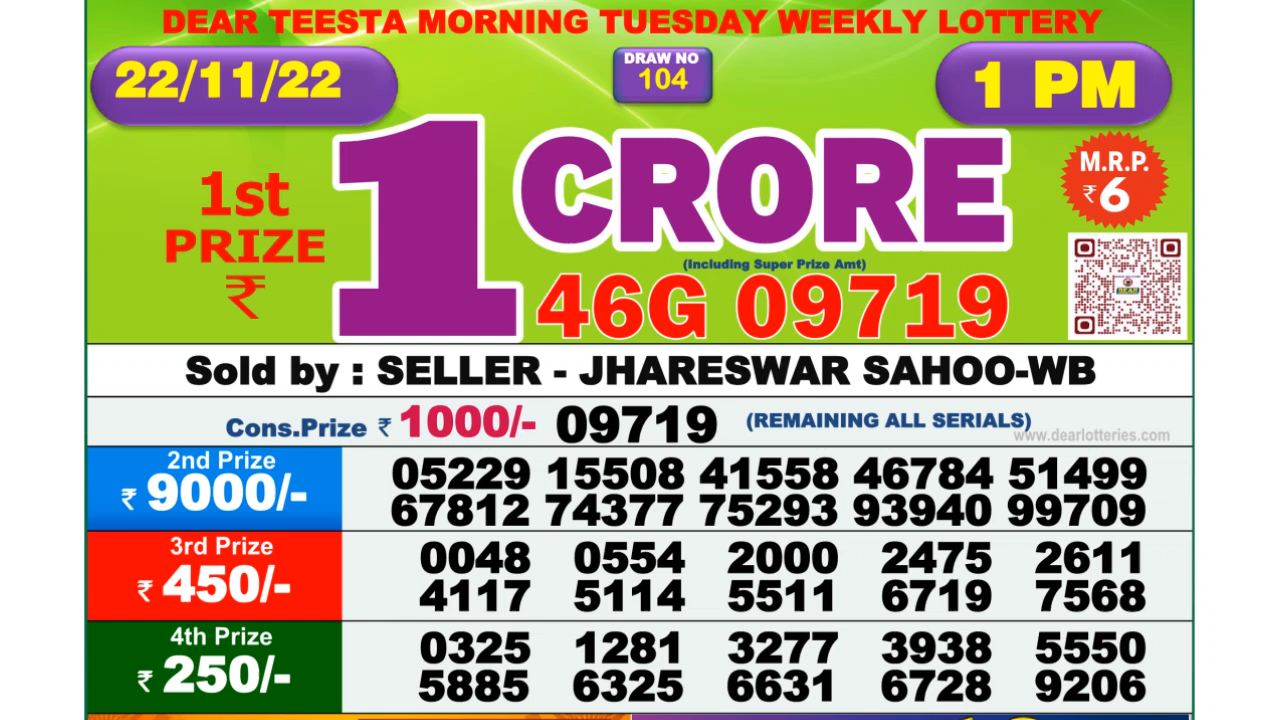 DEAR TEESTA MORNING TUESDAY WEEKLY LOTTERY
22/11/22
DRAW NO
104
1 PM
1st
PRIZE
₹
1 CRORE
(Including Super Prize Amt)
46G 09719
M.R.P.
₹ 6
DEAR
Sold by : SELLER - JHARESWAR SAHOO-WB
Cons.Prize ₹ 1000/- 09719 (REMAINING ALL SERIALS)
www.dearlotteries.com
2nd Prize
₹ 9000/-
05229 15508 41558 46784 51499
67812 74377 75293 93940 99709
3rd Prize
₹ 450/-
0048 0554 2000 2475 2611
4117 5114 5511 6719 7568
4th Prize
₹ 250/-
0325 1281 3277 3938 5550
5885 6325 6631 6728 9206